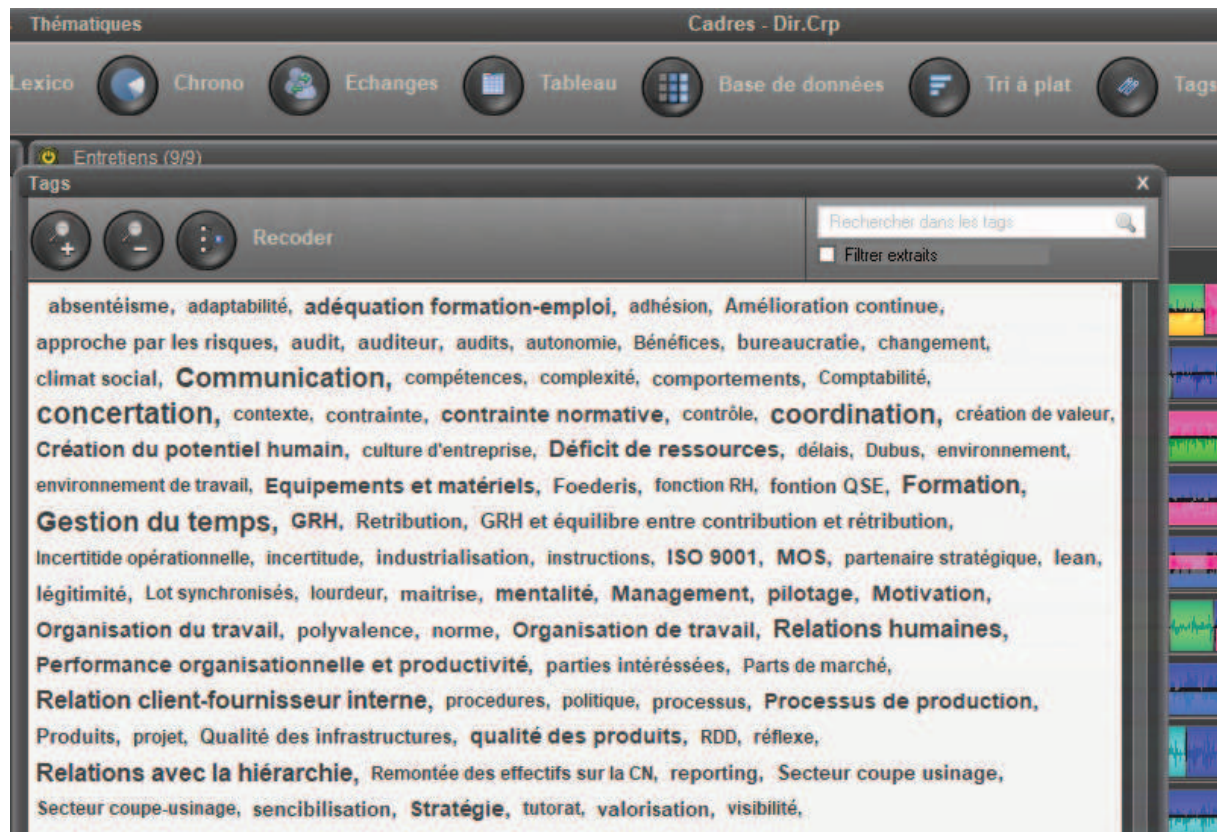 Thématiques Cadres - Dir.Crp
Lexico Chrono Echanges Tableau Base de données Tri à plat Tags
Entretiens (9/9)
Tags X
Recoder
Rechercher dans les tags
Filtrer extraits
absentéisme, adaptabilité, adéquation formation-emploi, adhésion, Amélioration continue,
approche par les risques, audit, auditeur, audits, autonomie, Bénéfices, bureaucratie, changement,
climat social, Communication, compétences, complexité, comportements, Comptabilité,
concertation, contexte, contrainte, contrainte normative, contrôle, coordination, création de valeur,
Création du potentiel humain, culture d'entreprise, Déficit de ressources, délais, Dubus, environnement,
environnement de travail, Equipements et matériels, Foederis, fonction RH, fontion QSE, Formation,
Gestion du temps, GRH, Retribution, GRH et équilibre entre contribution et rétribution,
Incertitide opérationnelle, incertitude, industrialisation, instructions, ISO 9001, MOS, partenaire stratégique, lean,
légitimité, Lot synchronisés, lourdeur, maitrise, mentalité, Management, pilotage, Motivation,
Organisation du travail, polyvalence, norme, Organisation de travail, Relations humaines,
Performance organisationnelle et productivité, parties intéréssées, Parts de marché,
Relation client-fournisseur interne, procedures, politique, processus, Processus de production,
Produits, projet, Qualité des infrastructures, qualité des produits, RDD, réflexe,
Relations avec la hiérarchie, Remontée des effectifs sur la CN, reporting, Secteur coupe usinage,
Secteur coupe-usinage, sencibilisation, Stratégie, tutorat, valorisation, visibilité,